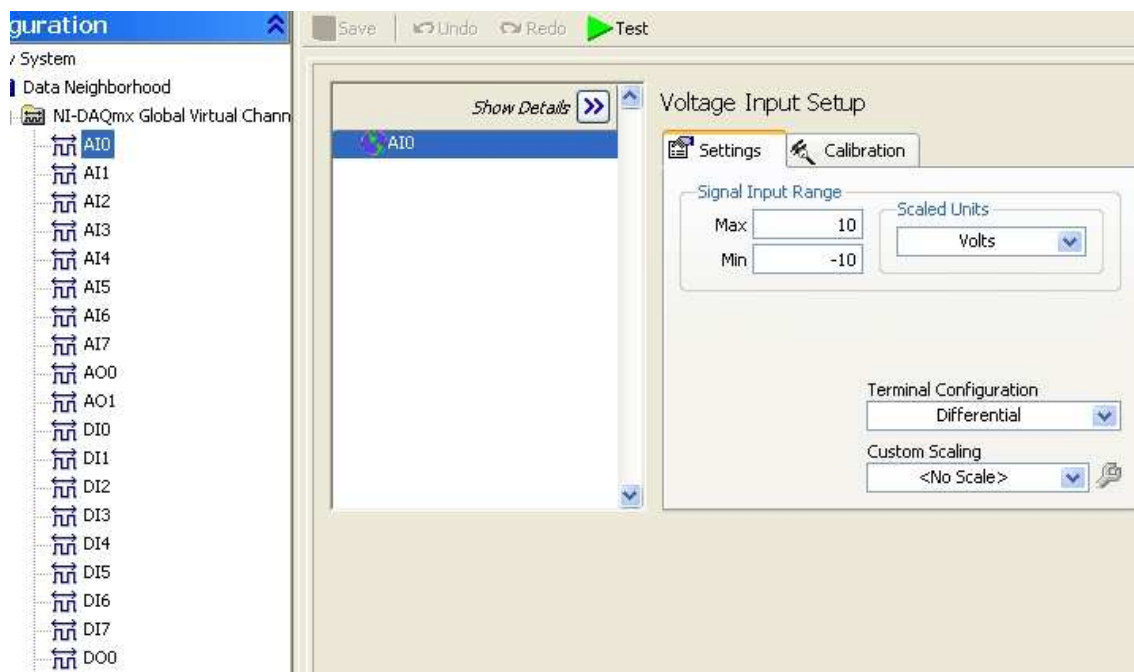 guration
Save Undo Redo Test
System
Data Neighborhood
NI-DAQmx Global Virtual Chann
AI0
AI1
AI2
AI3
AI4
AI5
AI6
AI7
AO0
AO1
DI0
DI1
DI2
DI3
DI4
DI5
DI6
DI7
DO0
Show Details
AI0
Voltage Input Setup
Settings
Calibration
Signal Input Range
Max 10
Min -10
Scaled Units
Volts
Terminal Configuration
Differential
Custom Scaling
<No Scale>